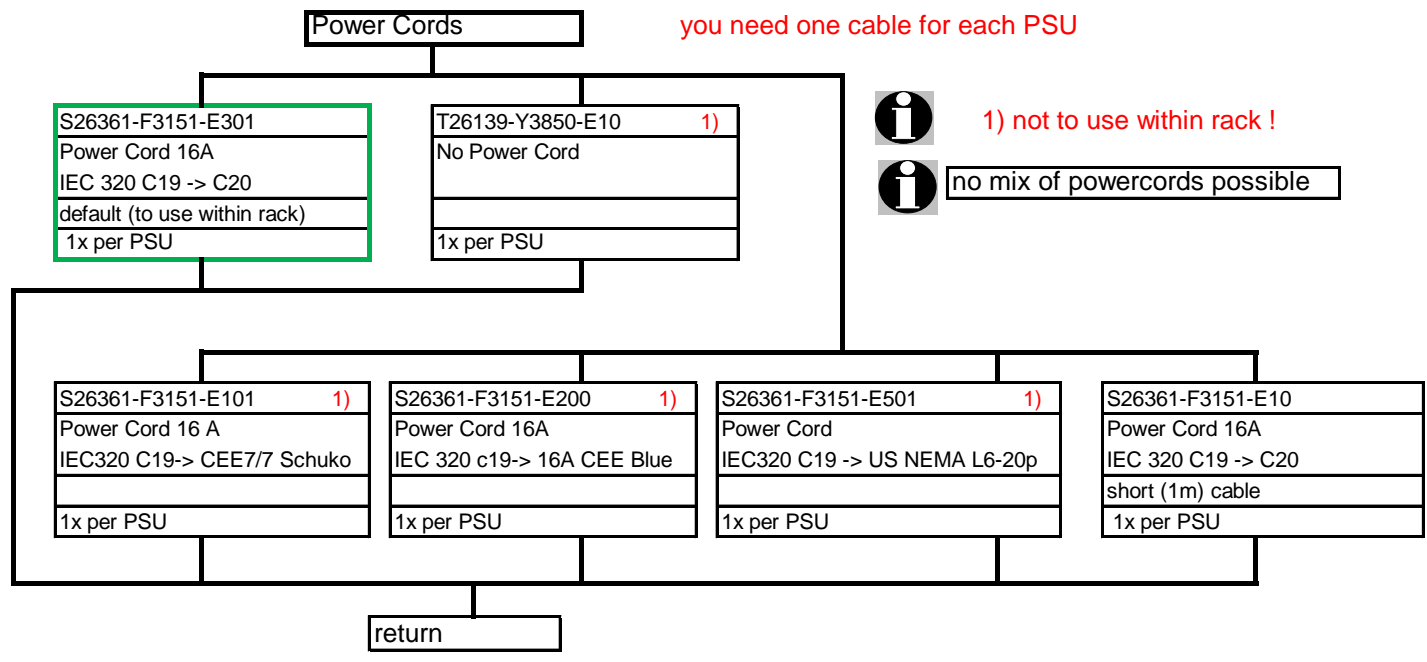 Power Cords
you need one cable for each PSU
S26361-F3151-E301
Power Cord 16A
IEC 320 C19 -> C20
default (to use within rack)
1x per PSU
T26139-Y3850-E10 1)
No Power Cord
1x per PSU
i 1) not to use within rack !
i no mix of powercords possible
S26361-F3151-E101 1)
Power Cord 16 A
IEC320 C19-> CEE7/7 Schuko
1x per PSU
S26361-F3151-E200 1)
Power Cord 16A
IEC 320 c19-> 16A CEE Blue
1x per PSU
S26361-F3151-E501 1)
Power Cord
IEC320 C19 -> US NEMA L6-20p
1x per PSU
S26361-F3151-E10
Power Cord 16A
IEC 320 C19 -> C20
short (1m) cable
1x per PSU
return